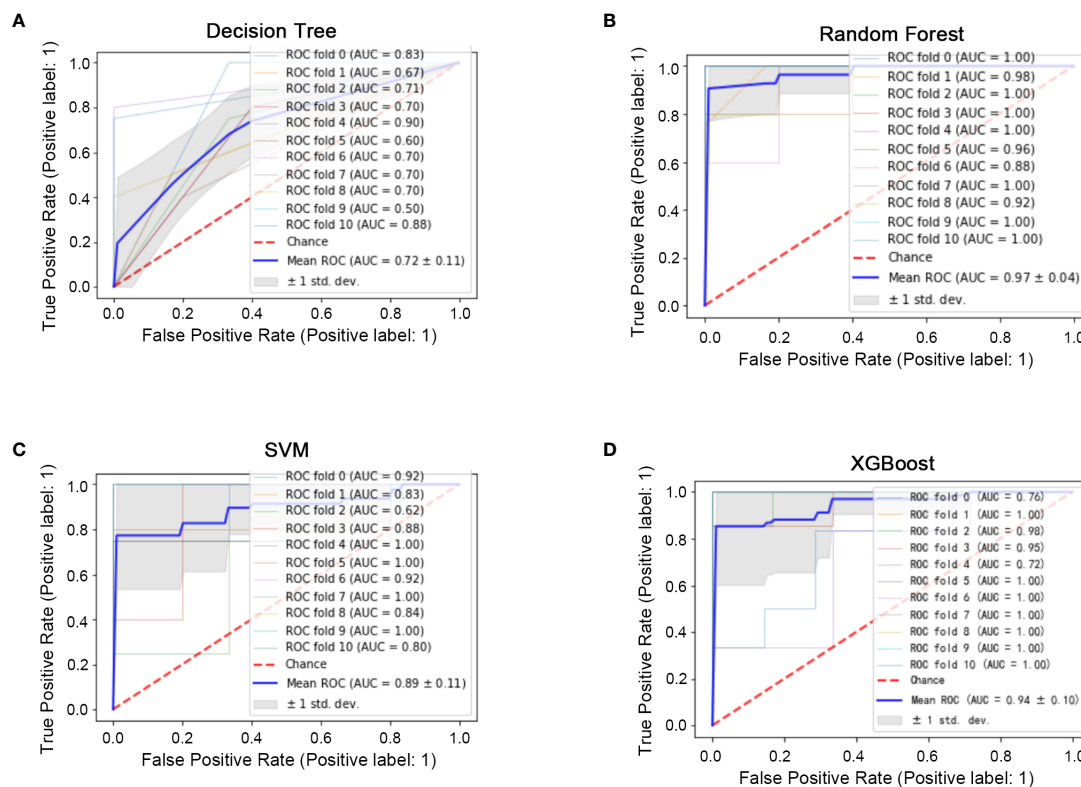 A
Decision Tree
True Positive Rate (Positive label: 1)
1.0
0.8
0.6
0.4
0.2
0.0
ROC fold 0 (AUC = 0.83)
ROC fold 1 (AUC = 0.67)
ROC fold 2 (AUC = 0.71)
ROC fold 3 (AUC = 0.70)
ROC fold 4 (AUC = 0.90)
ROC fold 5 (AUC = 0.60)
ROC fold 6 (AUC = 0.70)
ROC fold 7 (AUC = 0.70)
ROC fold 8 (AUC = 0.70)
ROC fold 9 (AUC = 0.50)
ROC fold 10 (AUC = 0.88)
Chance
Mean ROC (AUC = 0.72 ± 0.11)
± 1 std. dev.
0.0 0.2 0.4 0.6 0.8 1.0
False Positive Rate (Positive label: 1)
B
Random Forest
True Positive Rate (Positive label: 1)
1.0
0.8
0.6
0.4
0.2
0.0
ROC fold 0 (AUC = 1.00)
ROC fold 1 (AUC = 0.98)
ROC fold 2 (AUC = 1.00)
ROC fold 3 (AUC = 1.00)
ROC fold 4 (AUC = 1.00)
ROC fold 5 (AUC = 0.96)
ROC fold 6 (AUC = 0.88)
ROC fold 7 (AUC = 1.00)
ROC fold 8 (AUC = 0.92)
ROC fold 9 (AUC = 1.00)
ROC fold 10 (AUC = 1.00)
Chance
Mean ROC (AUC = 0.97 ± 0.04)
± 1 std. dev.
0.0 0.2 0.4 0.6 0.8 1.0
False Positive Rate (Positive label: 1)
C
SVM
True Positive Rate (Positive label: 1)
1.0
0.8
0.6
0.4
0.2
0.0
ROC fold 0 (AUC = 0.92)
ROC fold 1 (AUC = 0.83)
ROC fold 2 (AUC = 0.62)
ROC fold 3 (AUC = 0.88)
ROC fold 4 (AUC = 1.00)
ROC fold 5 (AUC = 1.00)
ROC fold 6 (AUC = 0.92)
ROC fold 7 (AUC = 1.00)
ROC fold 8 (AUC = 0.84)
ROC fold 9 (AUC = 1.00)
ROC fold 10 (AUC = 0.80)
Chance
Mean ROC (AUC = 0.89 ± 0.11)
± 1 std. dev.
0.0 0.2 0.4 0.6 0.8 1.0
False Positive Rate (Positive label: 1)
D
XGBoost
True Positive Rate (Positive label: 1)
1.0
0.8
0.6
0.4
0.2
0.0
ROC fold 0 (AUC = 0.76)
ROC fold 1 (AUC = 1.00)
ROC fold 2 (AUC = 0.98)
ROC fold 3 (AUC = 0.95)
ROC fold 4 (AUC = 0.72)
ROC fold 5 (AUC = 1.00)
ROC fold 6 (AUC = 1.00)
ROC fold 7 (AUC = 1.00)
ROC fold 8 (AUC = 1.00)
ROC fold 9 (AUC = 1.00)
ROC fold 10 (AUC = 1.00)
Chance
Mean ROC (AUC = 0.94 ± 0.10)
± 1 std. dev.
0.0 0.2 0.4 0.6 0.8 1.0
False Positive Rate (Positive label: 1)